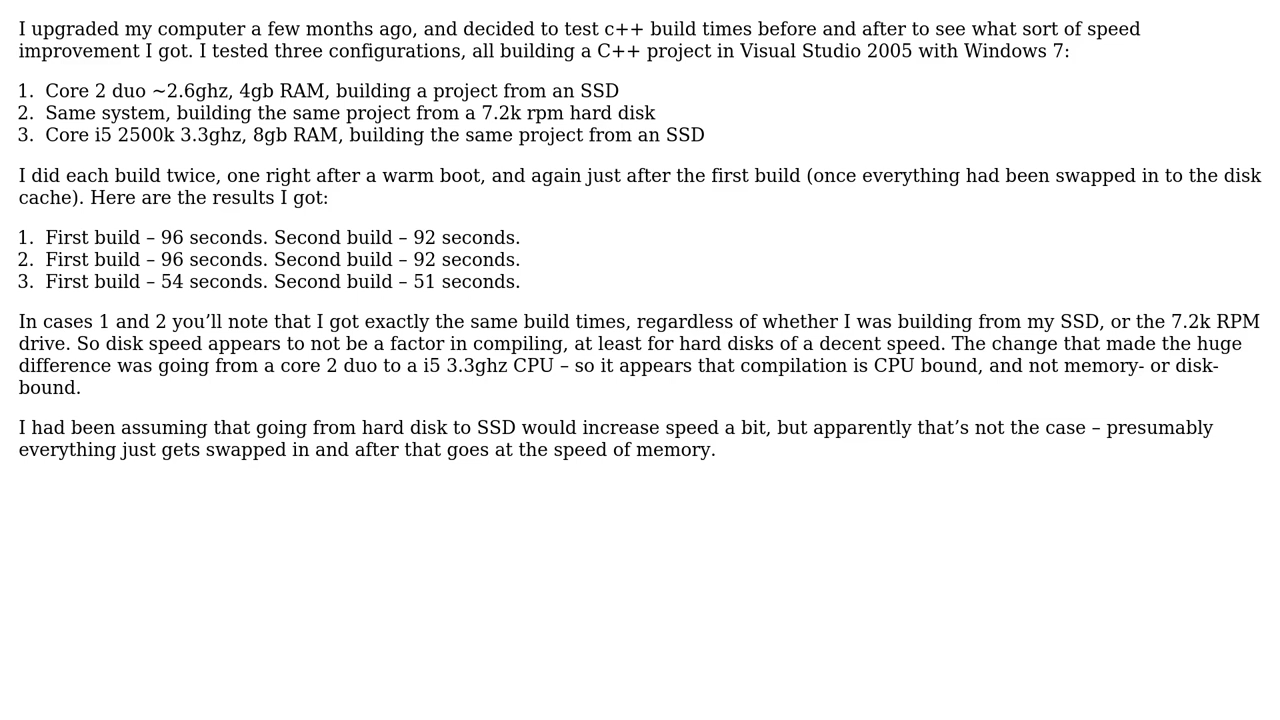 I upgraded my computer a few months ago, and decided to test c++ build times before and after to see what sort of speed
improvement I got. I tested three configurations, all building a C++ project in Visual Studio 2005 with Windows 7:
1. Core 2 duo ~2.6ghz, 4gb RAM, building a project from an SSD
2. Same system, building the same project from a 7.2k rpm hard disk
3. Core i5 2500k 3.3ghz, 8gb RAM, building the same project from an SSD
I did each build twice, one right after a warm boot, and again just after the first build (once everything had been swapped in to the disk
cache). Here are the results I got:
1. First build – 96 seconds. Second build – 92 seconds.
2. First build – 96 seconds. Second build – 92 seconds.
3. First build – 54 seconds. Second build – 51 seconds.
In cases 1 and 2 you’ll note that I got exactly the same build times, regardless of whether I was building from my SSD, or the 7.2k RPM
drive. So disk speed appears to not be a factor in compiling, at least for hard disks of a decent speed. The change that made the huge
difference was going from a core 2 duo to a i5 3.3ghz CPU – so it appears that compilation is CPU bound, and not memory- or disk-
bound.
I had been assuming that going from hard disk to SSD would increase speed a bit, but apparently that’s not the case – presumably
everything just gets swapped in and after that goes at the speed of memory.